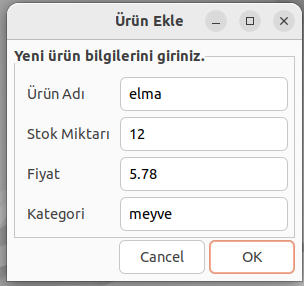 Ürün Ekle
Yeni ürün bilgilerini giriniz.
Ürün Adı elma
Stok Miktarı 12
Fiyat 5.78
Kategori meyve
Cancel OK